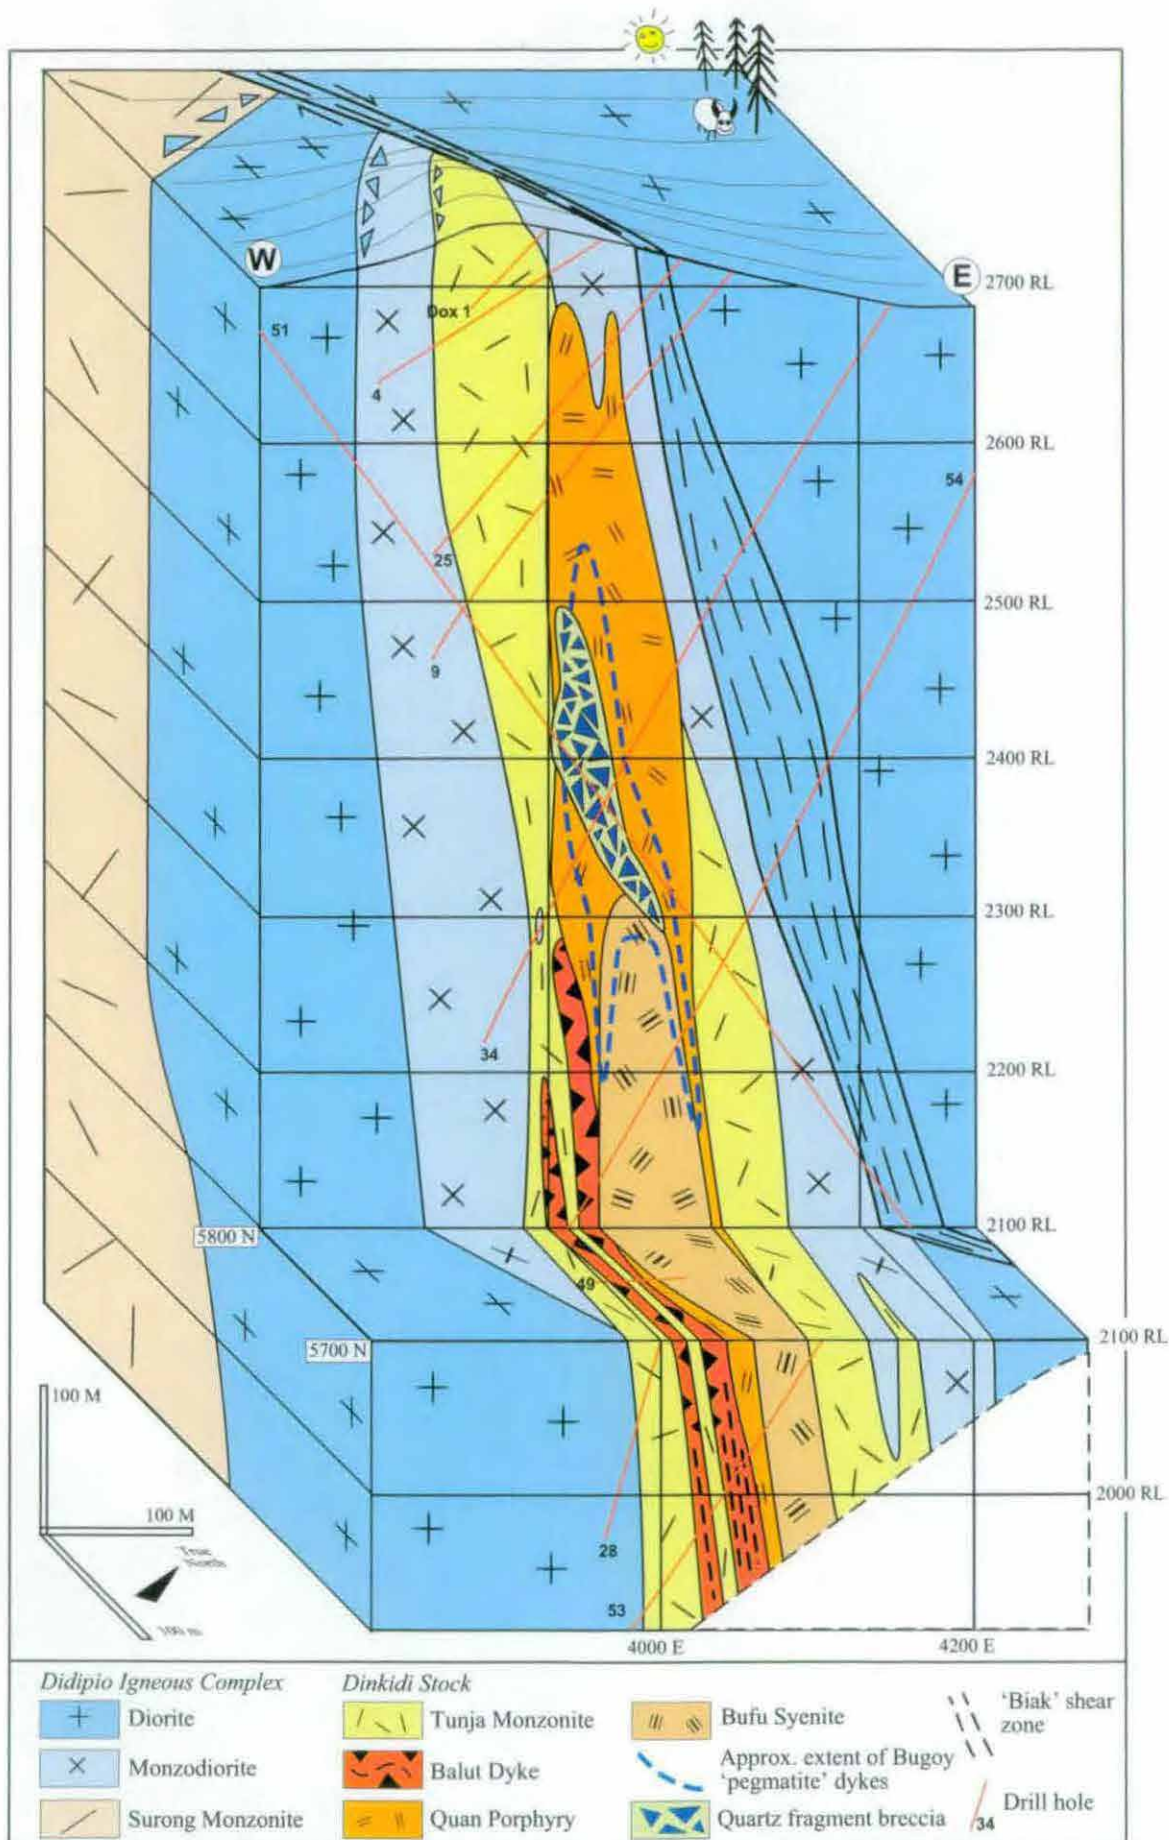 W
E
2700 RL
51
Dox 1
4
2600 RL
54
25
2500 RL
9
2400 RL
2300 RL
34
2200 RL
2100 RL
5800 N
49
5700 N
2100 RL
100 M
2000 RL
100 M
True
North
28
100 m
53
4000 E
4200 E
Didipio Igneous Complex
Diorite
Monzodiorite
Surong Monzonite
Dinkidi Stock
Tunja Monzonite
Balut Dyke
Quan Porphyry
Bufu Syenite
Approx. extent of Bugoy
'pegmatite' dykes
Quartz fragment breccia
'Biak' shear
zone
Drill hole
34